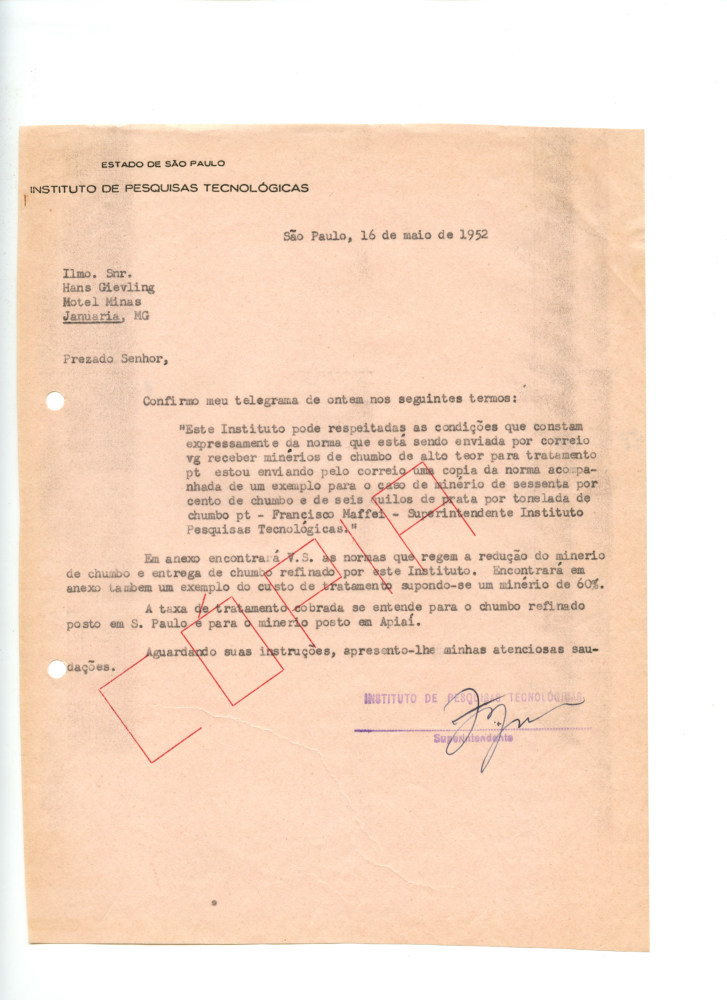 ESTADO DE SÃO PAULO
INSTITUTO DE PESQUISAS TECNOLÓGICAS
São Paulo, 16 de maio de 1952
Ilmo. Snr.
Hans Gievling
Hotel Minas
Januaria, MG
Prezado Senhor,
Confirmo meu telegrama de ontem nos seguintes termos:
"Este Instituto pode respeitadas as condições que constam
expressamente da norma que está sendo enviada por correio
vg receber minérios de chumbo de alto teor para tratamento
pt estou enviando pelo correio uma copia da norma acompa-
nhada de um exemplo para o caso de minério de sessenta por
cento de chumbo e de seis quilos de prata por tonelada de
chumbo pt - Francisco Maffei - Superintendente Instituto
Pesquisas Tecnológicas."
Em anexo encontrará V.S. as normas que regem a redução do minerio
de chumbo e entrega de chumbo refinado por este Instituto. Encontrará em
anexo tambem um exemplo do custo de tratamento supondo-se um minério de 60%.
A taxa de tratamento cobrada se entende para o chumbo refinado
posto em S. Paulo e para o minerio posto em Apiaí.
Aguardando suas instruções, apresento-lhe minhas atenciosas sau-
dações.
INSTITUTO DE PESQUISAS TECNOLÓGICAS
Superintendente
COPIA